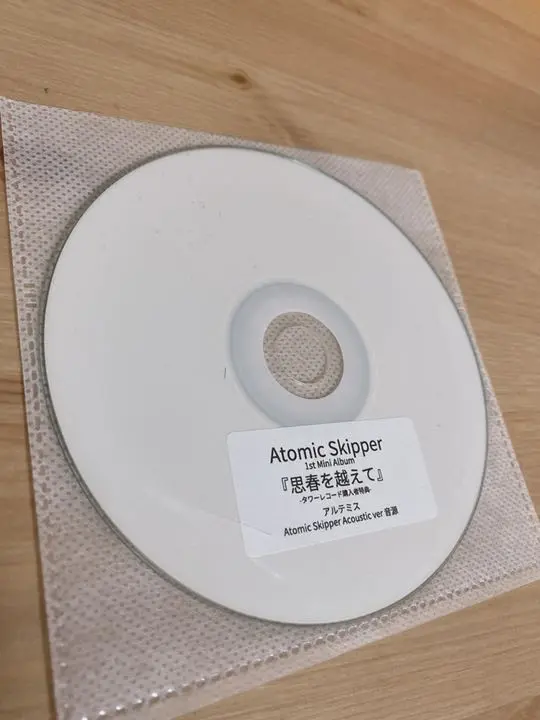 Atomic Skipper
1st Mini Album
『思春を越えて』
-タワーレコード購入者特典-
アルテミス
Atomic Skipper Acoustic ver 音源